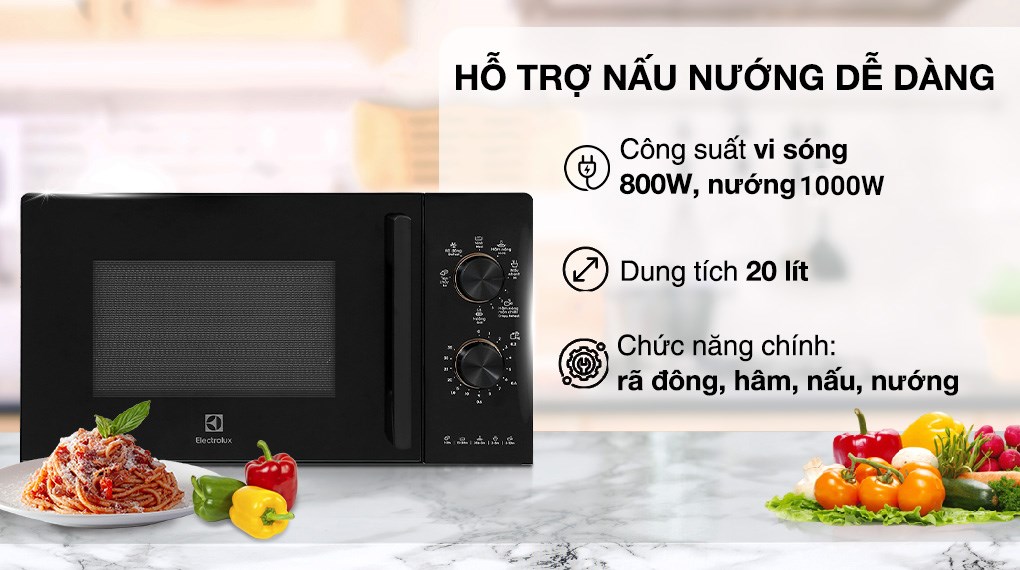 HỖ TRỢ NẤU NƯỚNG DỄ DÀNG
Công suất vi sóng
800W, nướng 1000W
Dung tích 20 lít
Chức năng chính:
rã đông, hâm, nấu, nướng
Electrolux